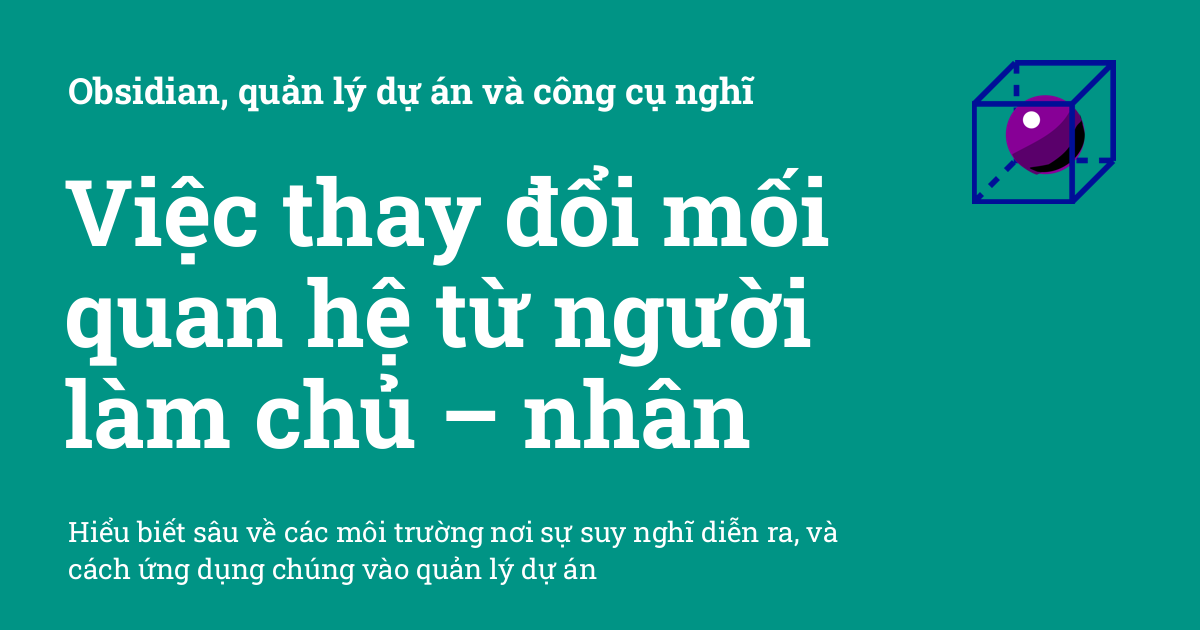 Obsidian, quản lý dự án và công cụ nghĩ
Việc thay đổi mối
quan hệ từ người
làm chủ – nhân
Hiểu biết sâu về các môi trường nơi sự suy nghĩ diễn ra, và
cách ứng dụng chúng vào quản lý dự án